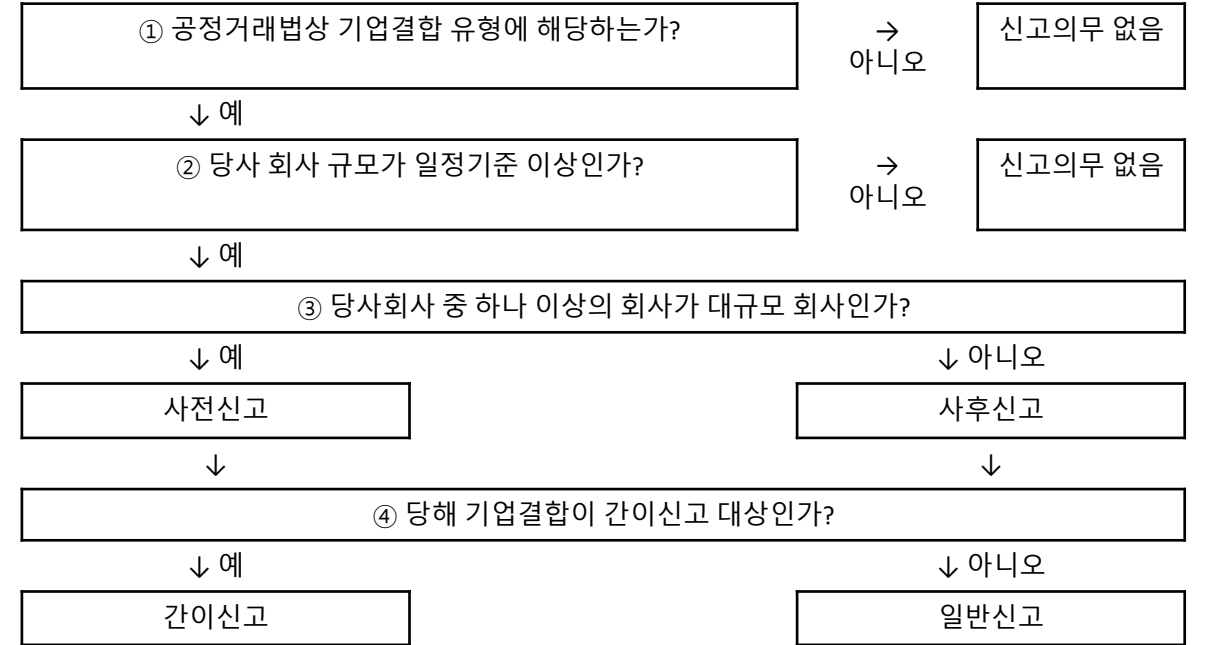 ① 공정거래법상 기업결합 유형에 해당하는가?
→
아니오
신고의무 없음
↓ 예
② 당사 회사 규모가 일정기준 이상인가?
→
아니오
신고의무 없음
↓ 예
③ 당사회사 중 하나 이상의 회사가 대규모 회사인가?
↓ 예
↓ 아니오
사전신고
사후신고
↓
↓
④ 당해 기업결합이 간이신고 대상인가?
↓ 예
↓ 아니오
간이신고
일반신고